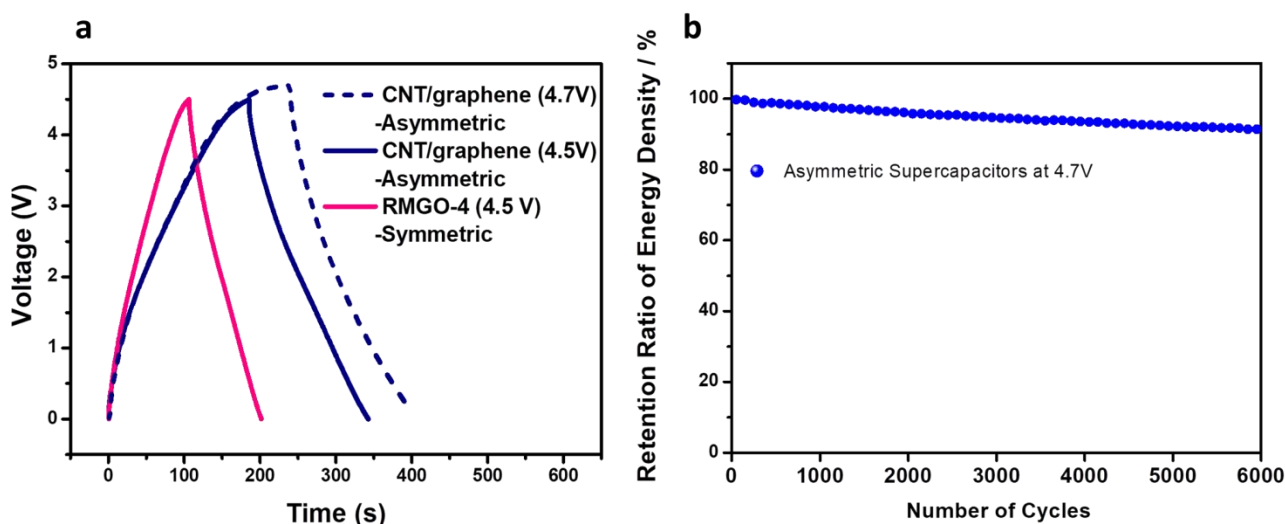 a
5
4
3
2
1
0
Voltage (V)
CNT/graphene (4.7V)
-Asymmetric
CNT/graphene (4.5V)
-Asymmetric
RMGO-4 (4.5 V)
-Symmetric
0 100 200 300 400 500 600
Time (s)
b
100
80
60
40
20
0
Retention Ratio of Energy Density / %
Asymmetric Supercapacitors at 4.7V
0 1000 2000 3000 4000 5000 6000
Number of Cycles